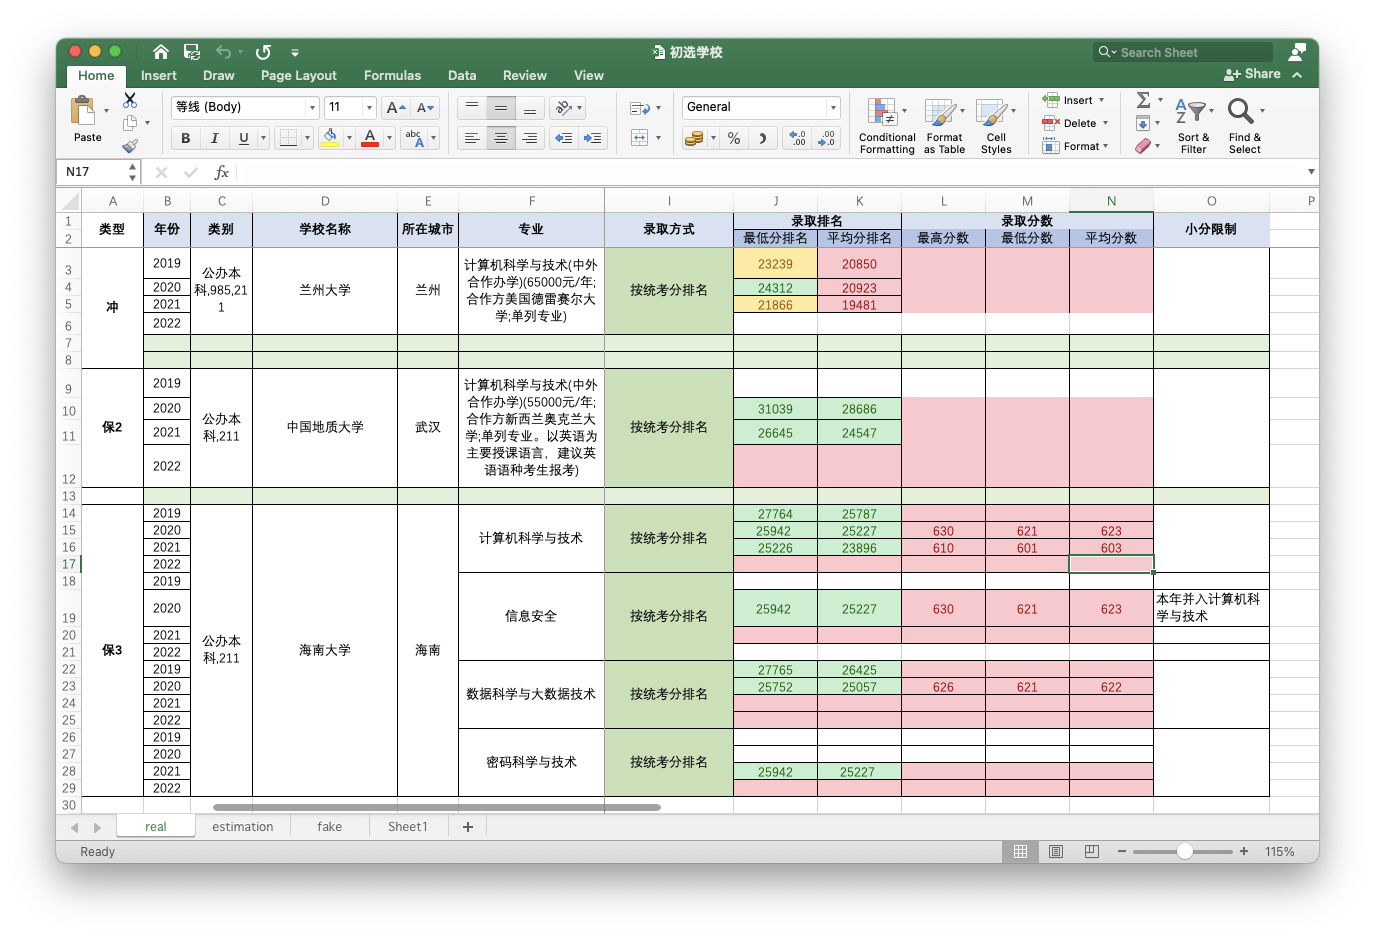 初选学校
Search Sheet
Home Insert Draw Page Layout Formulas Data Review View
Share
Paste
等线 (Body) 11
General
Conditional Formatting
Format as Table
Cell Styles
Insert
Delete
Format
Sort & Filter
Find & Select
N17
fx
A B C D E F I J K L M N O P
类型 年份 类别 学校名称 所在城市 专业 录取方式 录取排名 录取分数 小分限制
最低分排名 平均分排名 最高分数 最低分数 平均分数
1
2
3
4
5
6
7
8
9
10
11
12
13
14
15
16
17
18
19
20
21
22
23
24
25
26
27
28
29
30
冲
2019 23239 20850
2020 24312 20923
2021 21866 19481
2022
公办本
科,985,21
1
兰州大学
兰州
计算机科学与技术(中外
合作办学)(65000元/年;
合作方美国德雷赛尔大
学;单列专业)
按统考分排名
保2
2019
2020 31039 28686
2021 26645 24547
2022
公办本
科,211
中国地质大学
武汉
计算机科学与技术(中外
合作办学)(55000元/年;
合作方新西兰奥克兰大
学;单列专业。以英语为
主要授课语言，建议英
语语种考生报考)
按统考分排名
保3
公办本
科,211
海南大学
海南
计算机科学与技术
按统考分排名
2019 27764 25787
2020 25942 25227 630 621 623
2021 25226 23896 610 601 603
2022
信息安全
按统考分排名
2019
2020 25942 25227 630 621 623
本年并入计算机科
学与技术
2021
2022
数据科学与大数据技术
按统考分排名
2019 27765 26425
2020 25752 25057 626 621 622
2021
2022
密码科学与技术
按统考分排名
2019
2020
2021 25942 25227
2022
real estimation fake Sheet1 +
Ready
115%